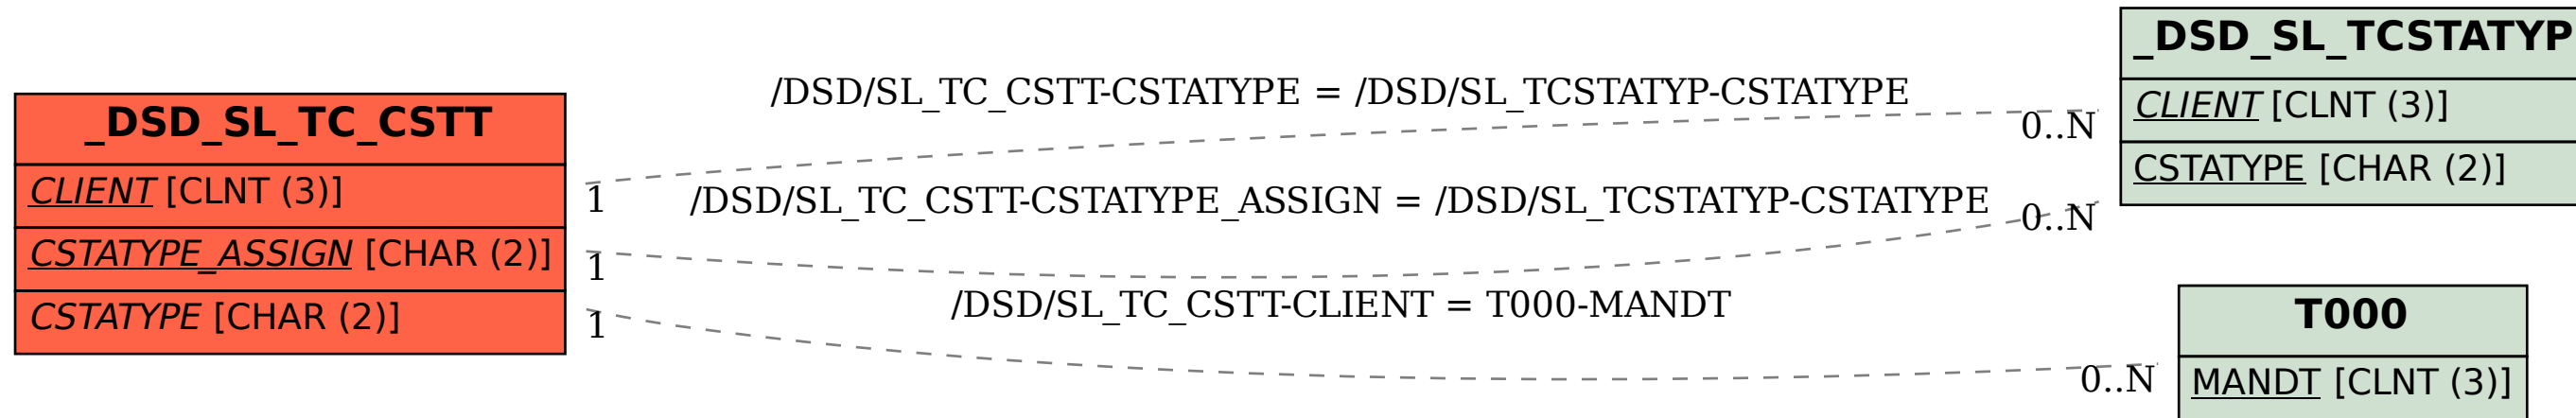 _DSD_SL_TC_CSTT
CLIENT [CLNT (3)]
CSTATYPE_ASSIGN [CHAR (2)]
CSTATYPE [CHAR (2)]
/DSD/SL_TC_CSTT-CSTATYPE = /DSD/SL_TCSTATYP-CSTATYPE
1
0..N
/DSD/SL_TC_CSTT-CSTATYPE_ASSIGN = /DSD/SL_TCSTATYP-CSTATYPE
1
0..N
/DSD/SL_TC_CSTT-CLIENT = T000-MANDT
1
0..N
_DSD_SL_TCSTATYP
CLIENT [CLNT (3)]
CSTATYPE [CHAR (2)]
T000
MANDT [CLNT (3)]